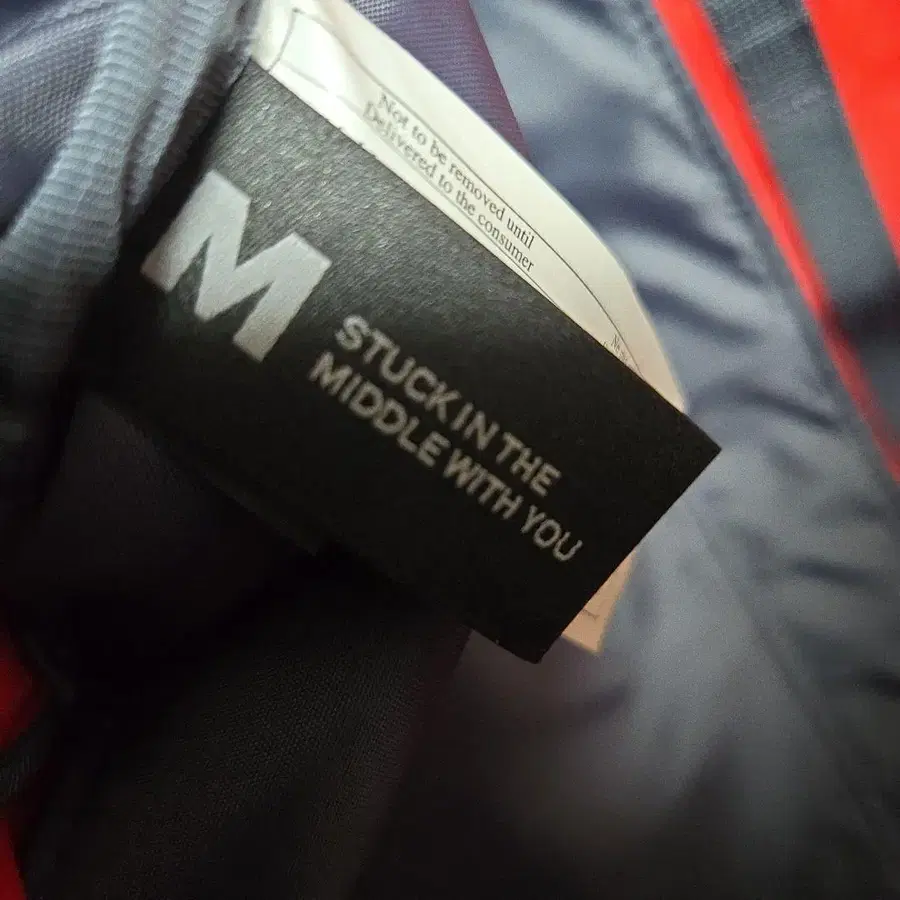 Not to be removed until
Delivered to the consumer
M
STUCK IN THE
MIDDLE WITH YOU